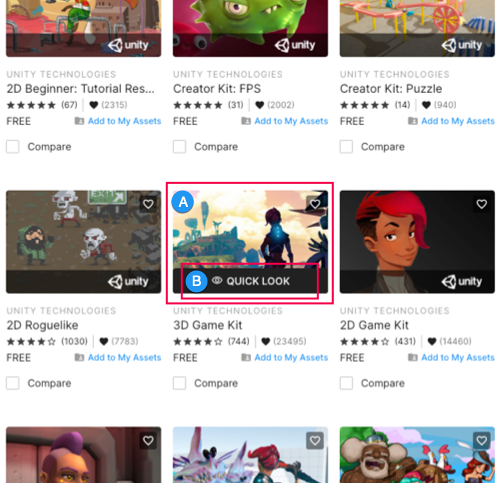 unity unity unity
UNITY TECHNOLOGIES UNITY TECHNOLOGIES UNITY TECHNOLOGIES
2D Beginner: Tutorial Res... Creator Kit: FPS Creator Kit: Puzzle
★★★★★ (67) | ♥ (2315) ★★★★★ (31) | ♥ (2002) ★★★★★ (14) | ♥ (940)
FREE Add to My Assets FREE Add to My Assets FREE Add to My Assets
Compare Compare Compare
EXIT A
unity B QUICK LOOK unity
UNITY TECHNOLOGIES UNITY TECHNOLOGIES UNITY TECHNOLOGIES
2D Roguelike 3D Game Kit 2D Game Kit
★★★★☆ (1030) ♥ (7783) ★★★★☆ (744) | ♥ (23495) ★★★★☆ (431) | ♥ (14460)
FREE Add to My Assets FREE Add to My Assets FREE Add to My Assets
Compare Compare Compare